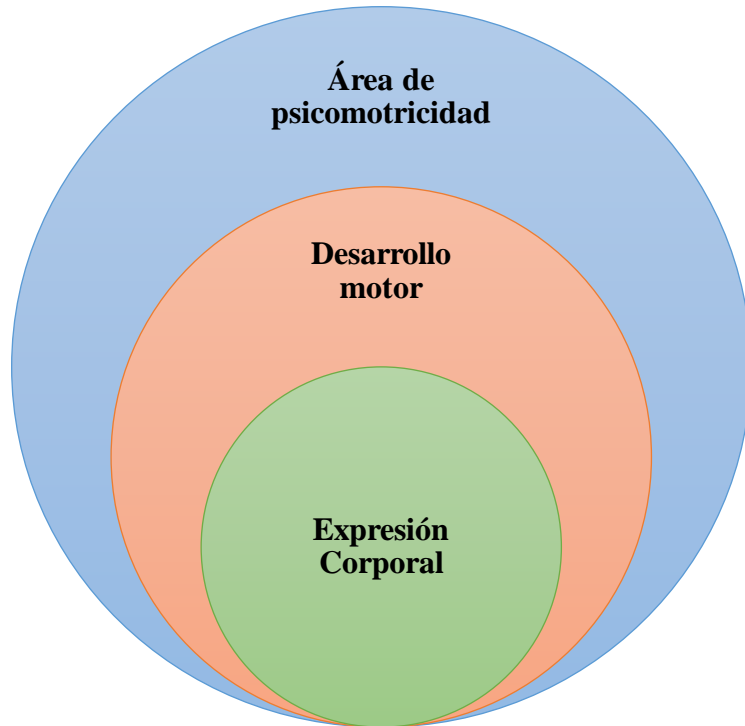 Área de
psicomotricidad
Desarrollo
motor
Expresión
Corporal